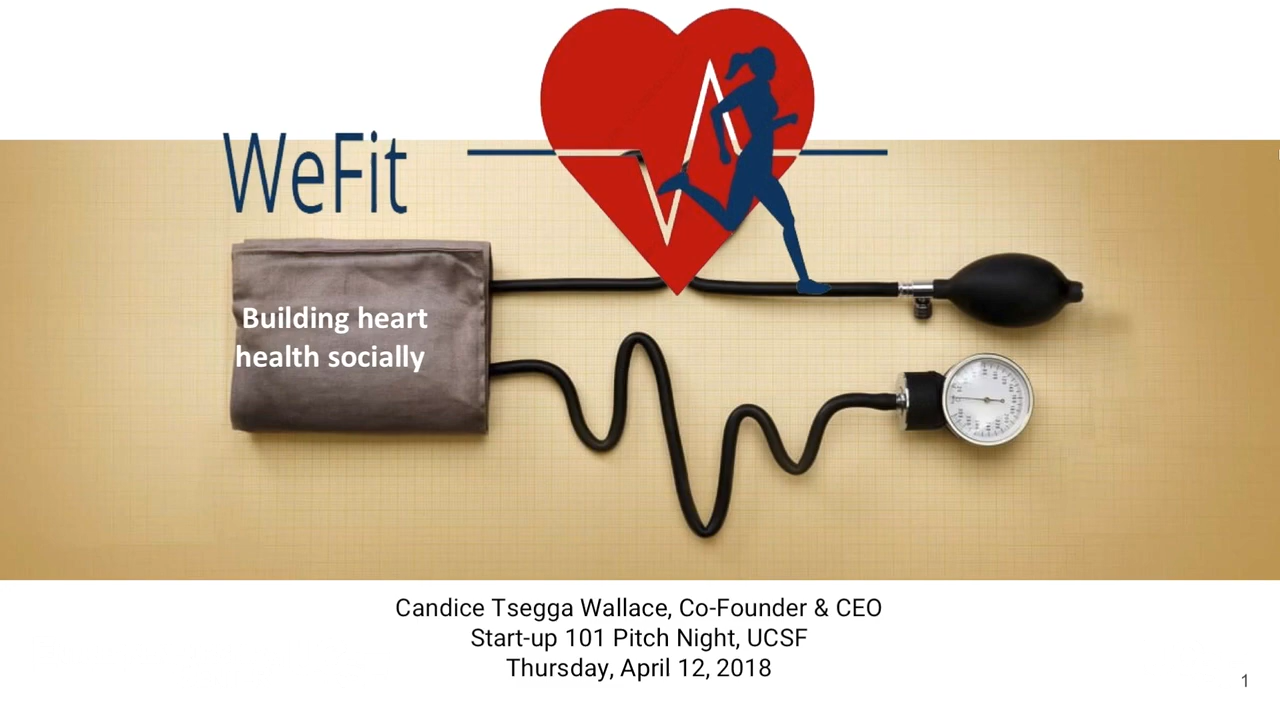 WeFit
Building heart
health socially
Candice Tsegga Wallace, Co-Founder & CEO
Start-up 101 Pitch Night, UCSF
Thursday, April 12, 2018
1